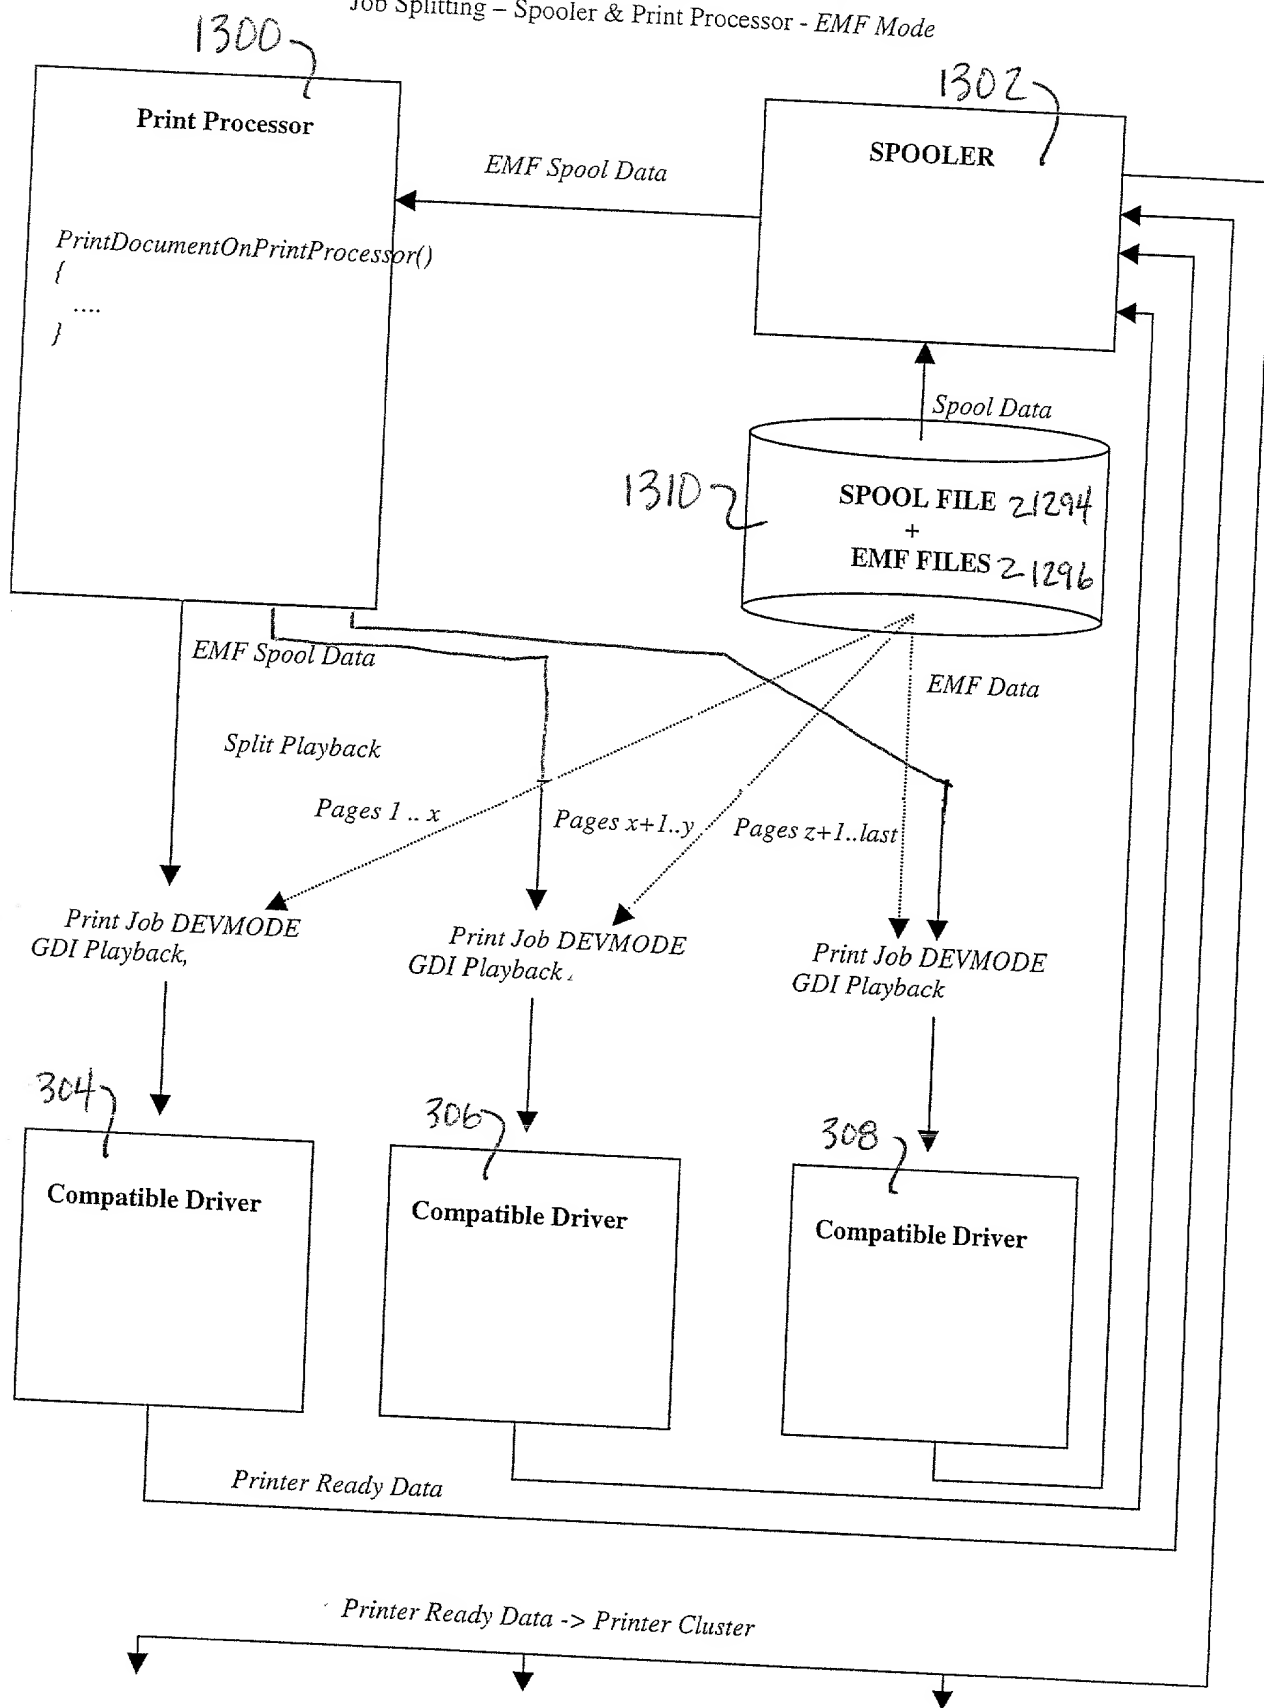 Job Splitting – Spooler & Print Processor - EMF Mode
1300
1302
Print Processor
SPOOLER
EMF Spool Data
PrintDocumentOnPrintProcessor()
{
....
}
Spool Data
1310
SPOOL FILE 1294
+
EMF FILES 1296
EMF Spool Data
EMF Data
Split Playback
Pages 1 .. x
Pages x+1..y
Pages z+1..last
Print Job DEVMODE
GDI Playback,
Print Job DEVMODE
GDI Playback
Print Job DEVMODE
GDI Playback
304
306
308
Compatible Driver
Compatible Driver
Compatible Driver
Printer Ready Data
Printer Ready Data -> Printer Cluster